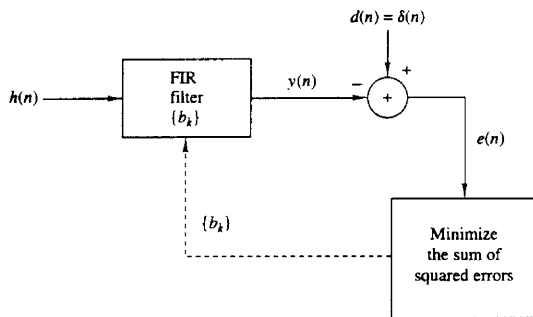 d(n) = δ(n)
h(n)
FIR
filter
{b_k}
y(n)
−
+
+
e(n)
{b_k}
Minimize
the sum of
squared errors